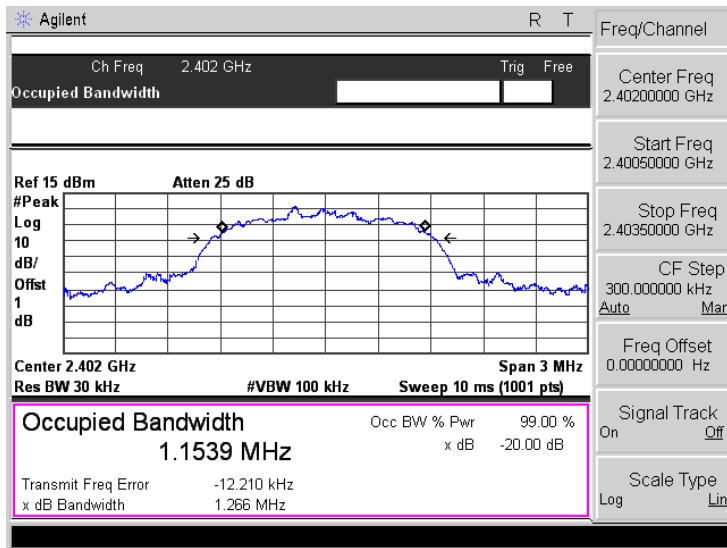 Agilent
R T
Freq/Channel
Ch Freq 2.402 GHz Trig Free
Occupied Bandwidth
Center Freq
2.40200000 GHz
Start Freq
2.40050000 GHz
Stop Freq
2.40350000 GHz
CF Step
300.000000 kHz
Auto Man
Freq Offset
0.00000000 Hz
Signal Track
On Off
Scale Type
Log Lin
Ref 15 dBm Atten 25 dB
#Peak
Log
10
dB/
Offst
1
dB
Center 2.402 GHz Span 3 MHz
Res BW 30 kHz #VBW 100 kHz Sweep 10 ms (1001 pts)
Occupied Bandwidth
1.1539 MHz
Occ BW % Pwr 99.00 %
x dB -20.00 dB
Transmit Freq Error -12.210 kHz
x dB Bandwidth 1.266 MHz